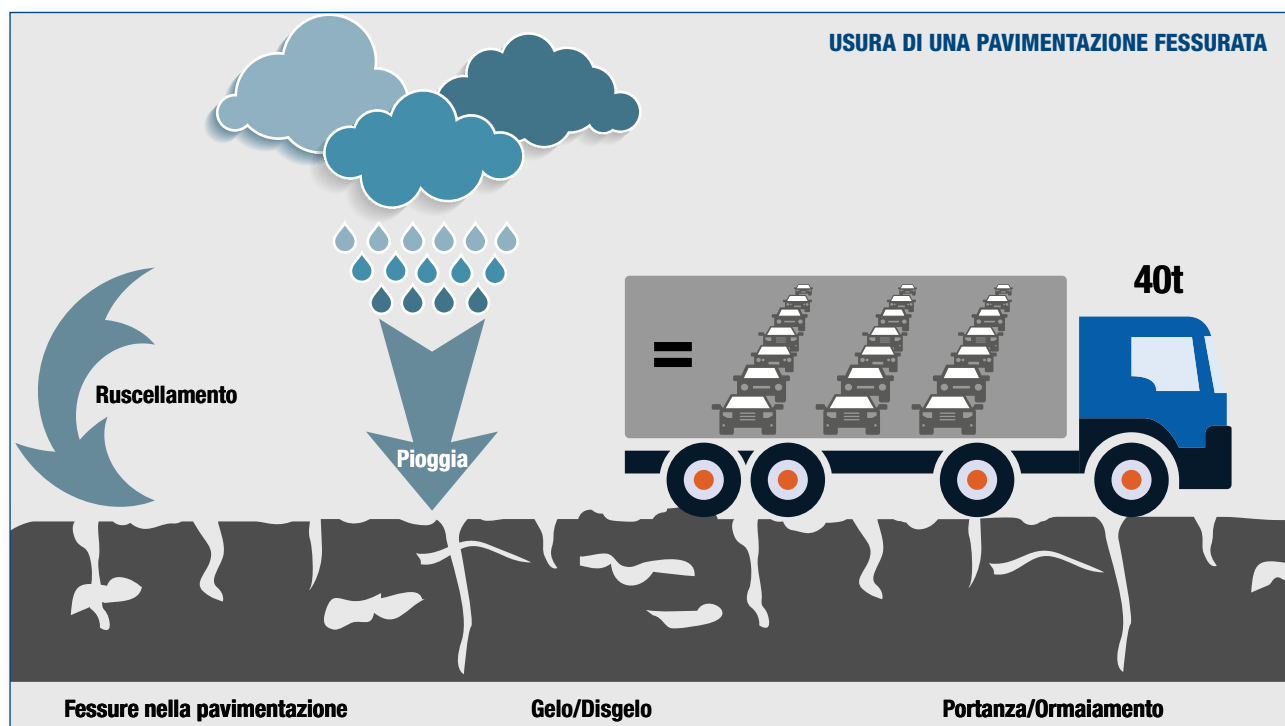 USURA DI UNA PAVIMENTAZIONE FESSURATA
40t
=
Ruscellamento
Pioggia
Fessure nella pavimentazione
Gelo/Disgelo
Portanza/Ormaiamento